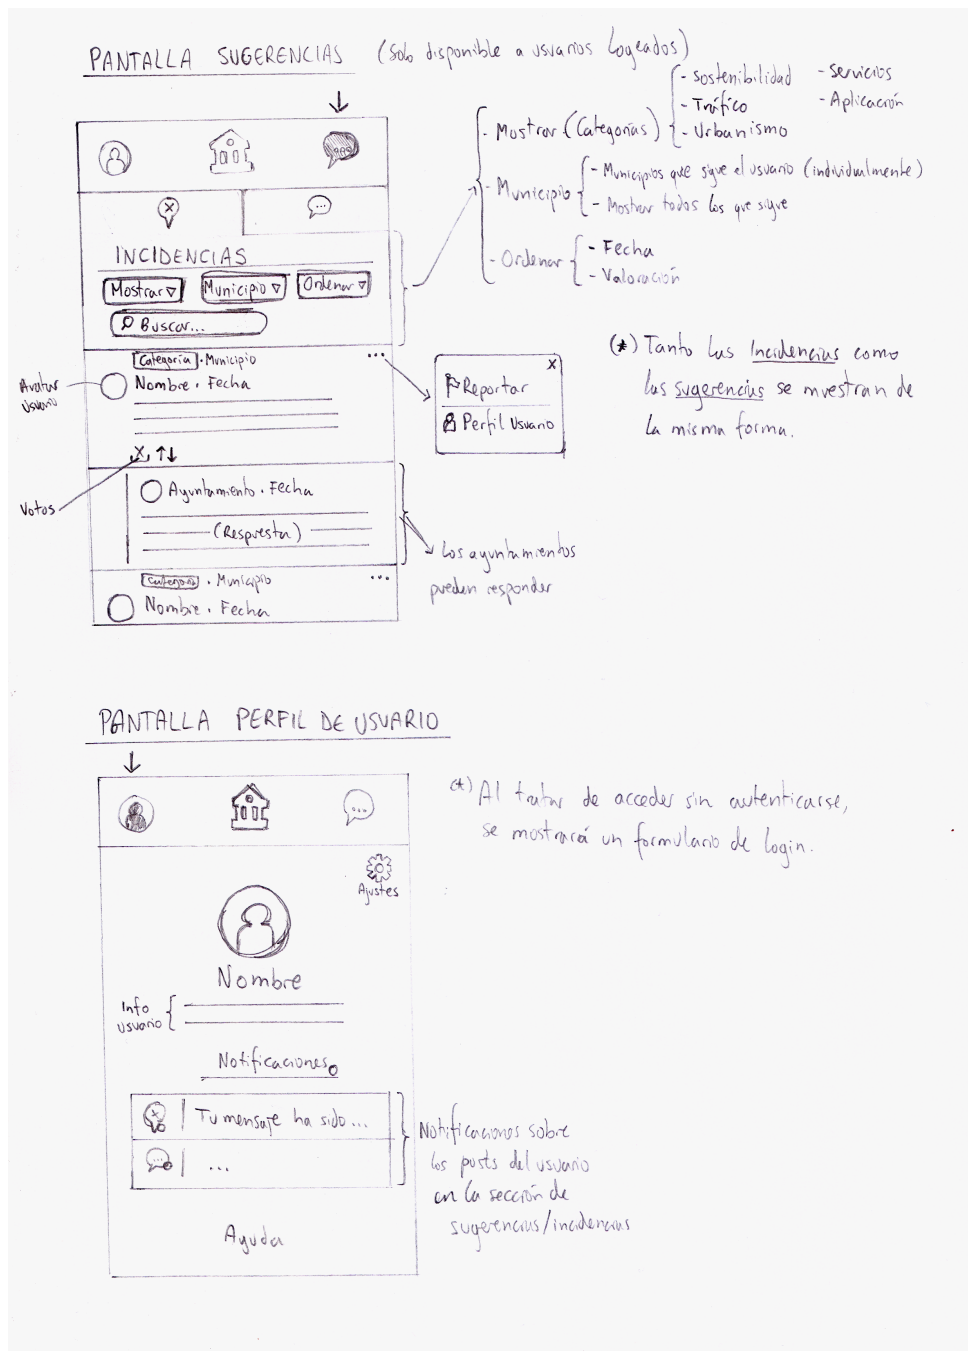 PANTALLA SUGERENCIAS (Solo disponible a usuarios logeados)
- Mostrar (Categorías)
- Sostenibilidad
- Tráfico
- Urbanismo
- Servicios
- Aplicación
- Municipio
- Municipios que sigue el usuario (individualmente)
- Mostrar todos los que sigue
- Ordenar
- Fecha
- Valoración
INCIDENCIAS
Mostrar ▽ Municipio ▽ Ordenar ▽
Buscar...
Categoría · Municipio ...
Nombre · Fecha
Avatar
usuario
X ↑↓
Votos
X
Reportar
Perfil Usuario
(*) Tanto las Incidencias como
las sugerencias se muestran de
la misma forma.
Ayuntamiento · Fecha
(Respuesta)
Los ayuntamientos
pueden responder
Categoría · Municipio ...
Nombre · Fecha
PANTALLA PERFIL DE USUARIO
(*) Al tratar de acceder sin autenticarse,
se mostrará un formulario de login.
Ajustes
Nombre
Info
usuario
Notificaciones
Tu mensaje ha sido ...
...
Notificaciones sobre
los posts del usuario
en la sección de
sugerencias/incidencias
Ayuda